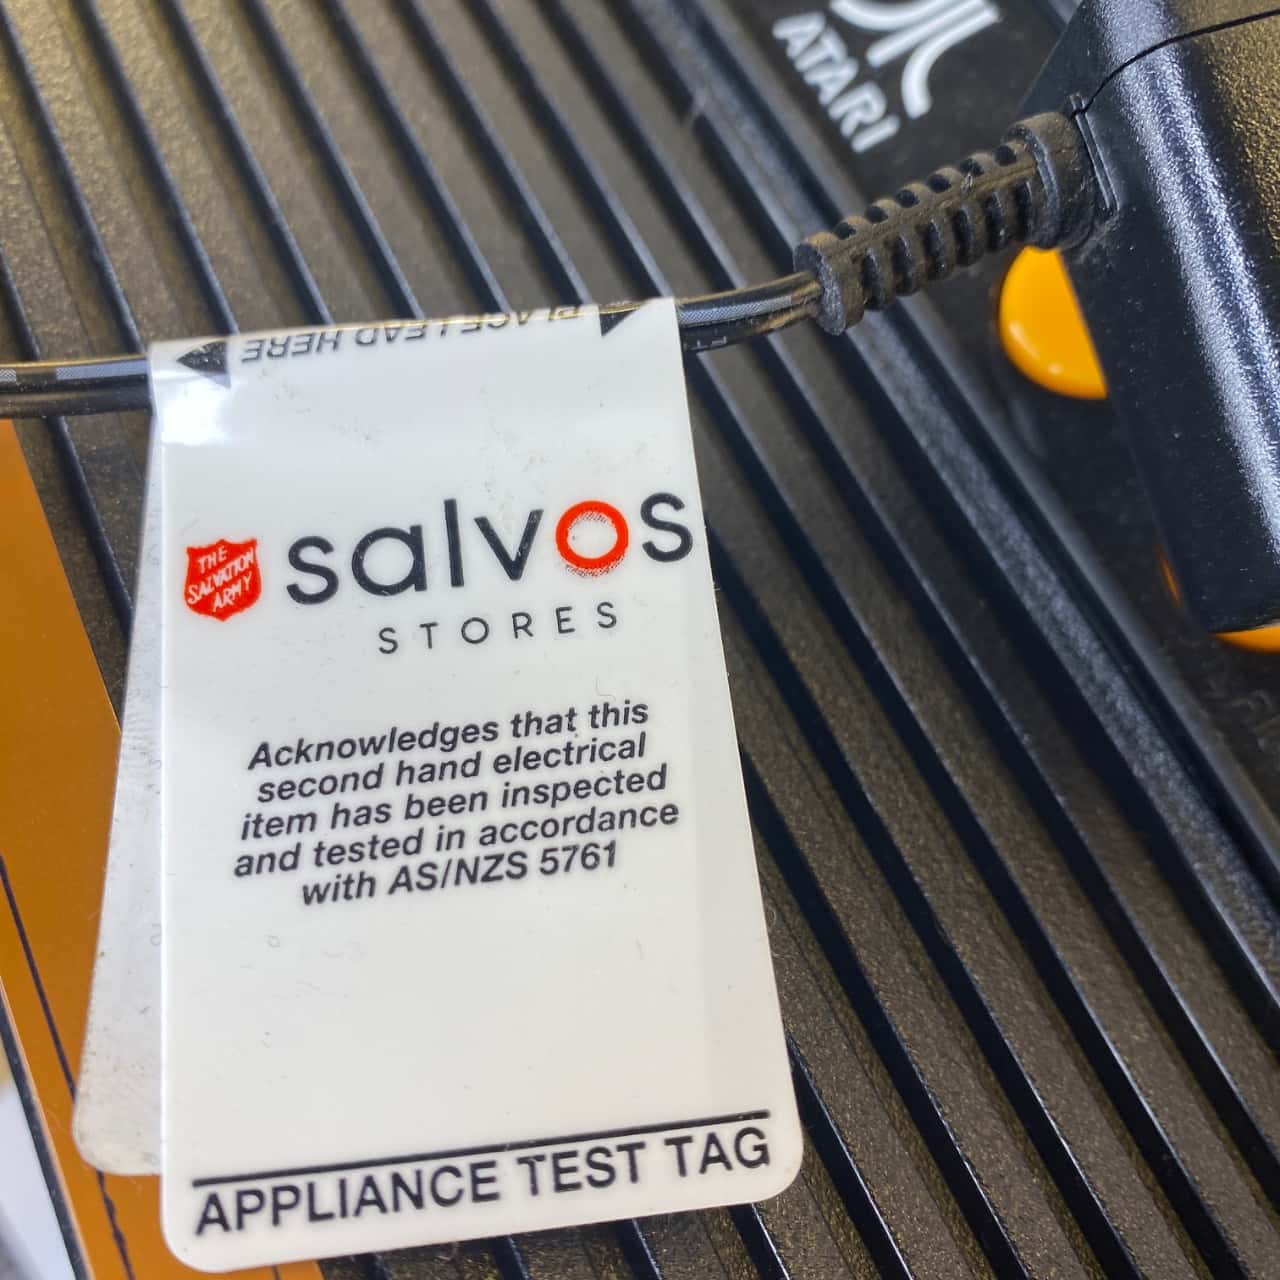 ATARI
PLACE LEAD HERE
THE
SALVATION
ARMY
salvos
STORES
Acknowledges that this
second hand electrical
item has been inspected
and tested in accordance
with AS/NZS 5761
APPLIANCE TEST TAG